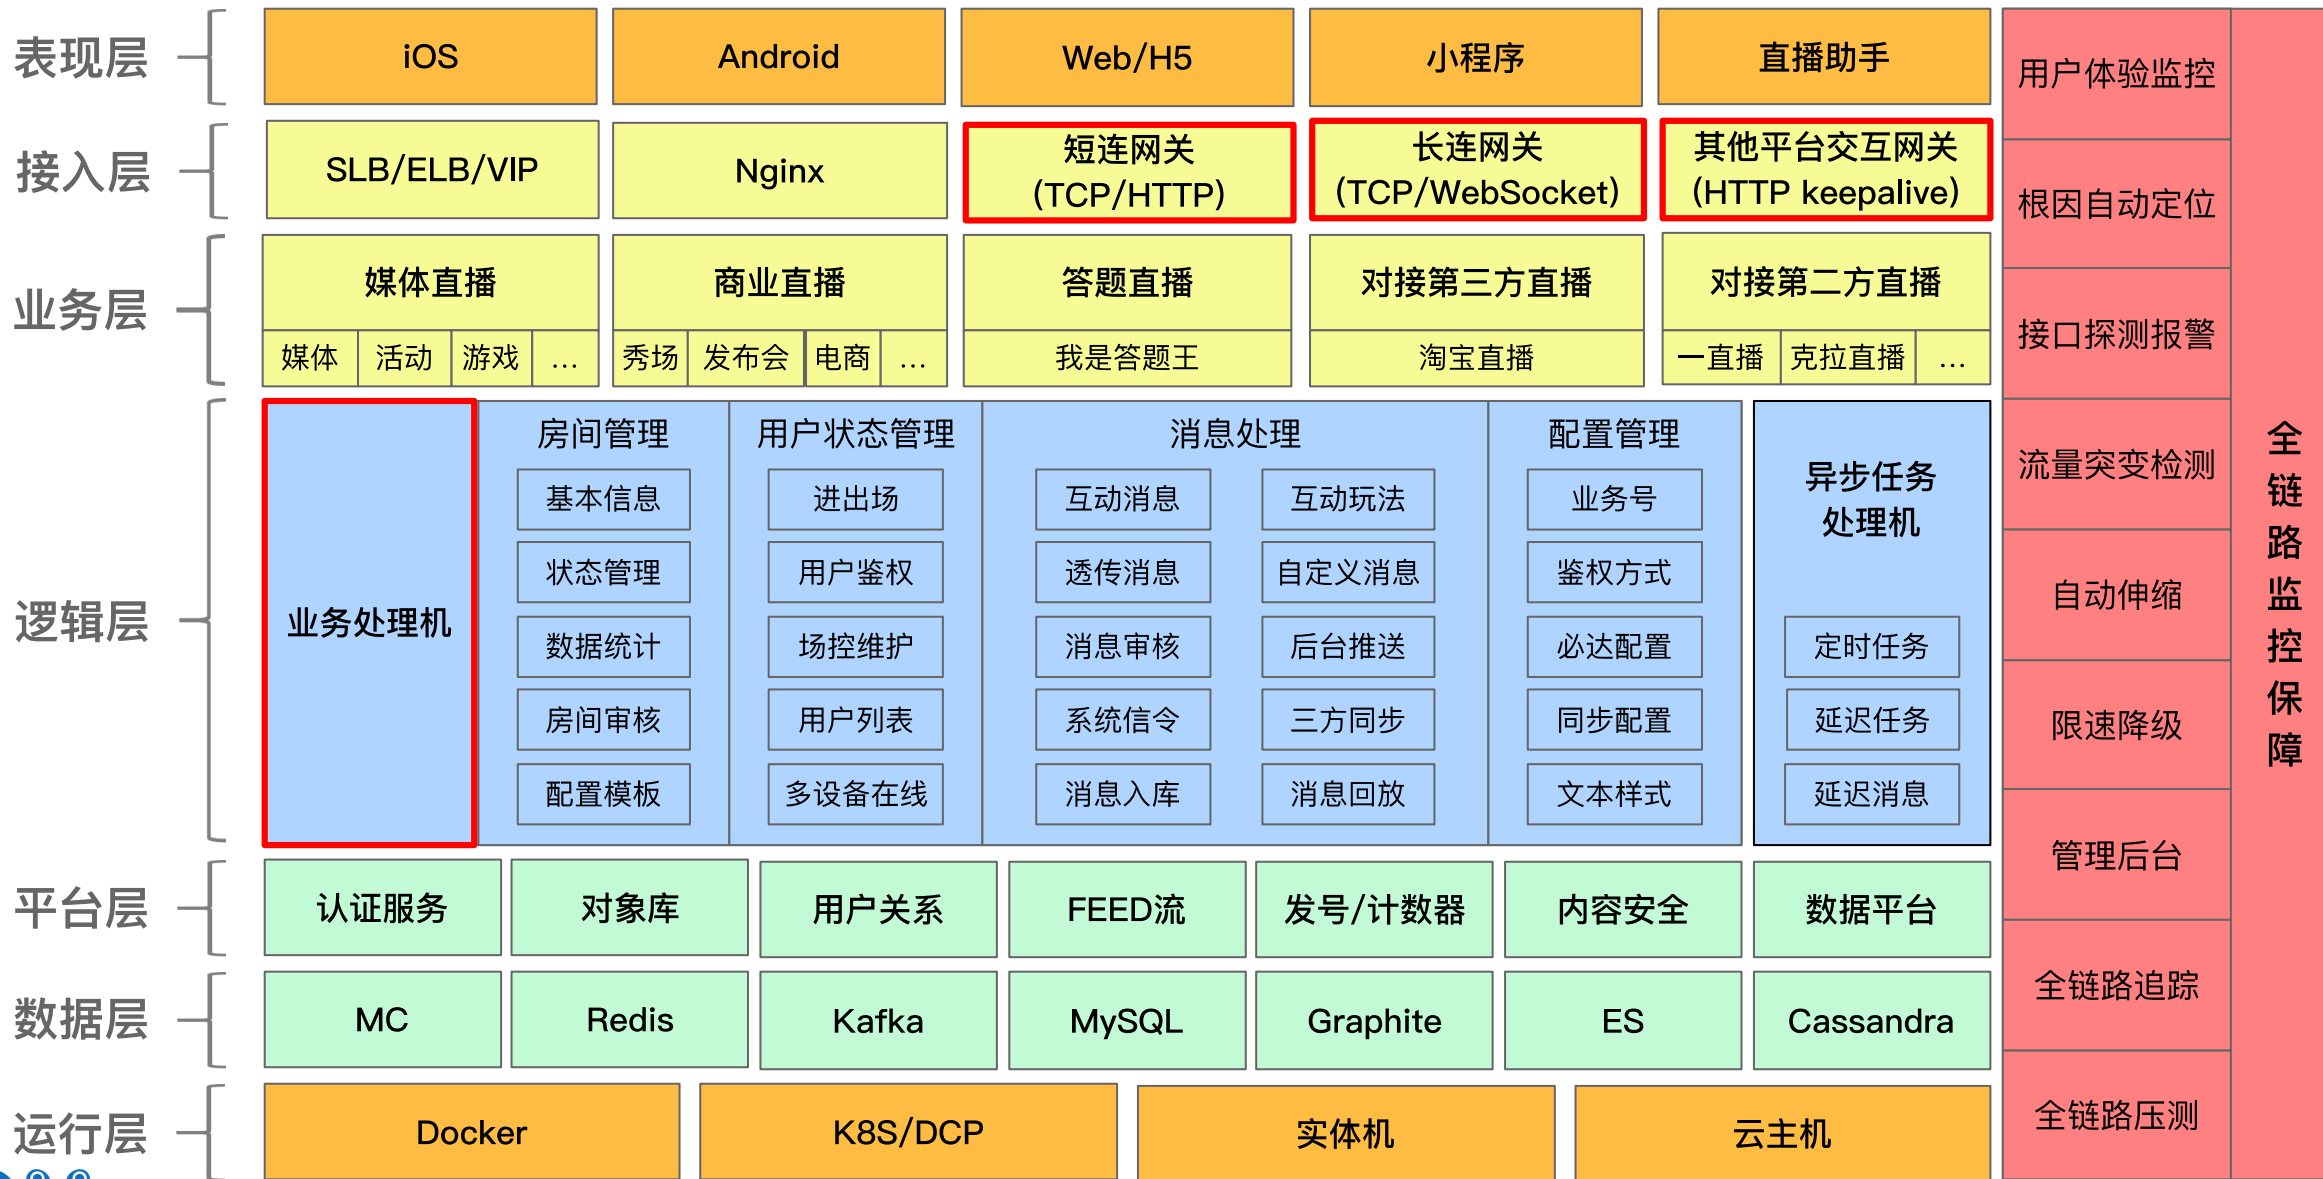 表现层
iOS
Android
Web/H5
小程序
直播助手
接入层
SLB/ELB/VIP
Nginx
短连网关
(TCP/HTTP)
长连网关
(TCP/WebSocket)
其他平台交互网关
(HTTP keepalive)
业务层
媒体直播
媒体
活动
游戏
...
商业直播
秀场
发布会
电商
...
答题直播
我是答题王
对接第三方直播
淘宝直播
对接第二方直播
一直播
克拉直播
...
逻辑层
业务处理机
房间管理
基本信息
状态管理
数据统计
房间审核
配置模板
用户状态管理
进出场
用户鉴权
场控维护
用户列表
多设备在线
消息处理
互动消息
互动玩法
透传消息
自定义消息
消息审核
后台推送
系统信令
三方同步
消息入库
消息回放
配置管理
业务号
鉴权方式
必达配置
同步配置
文本样式
异步任务
处理机
定时任务
延迟任务
延迟消息
平台层
认证服务
对象库
用户关系
FEED流
发号/计数器
内容安全
数据平台
数据层
MC
Redis
Kafka
MySQL
Graphite
ES
Cassandra
运行层
Docker
K8S/DCP
实体机
云主机
用户体验监控
根因自动定位
接口探测报警
流量突变检测
自动伸缩
限速降级
管理后台
全链路追踪
全链路压测
全链路监控保障